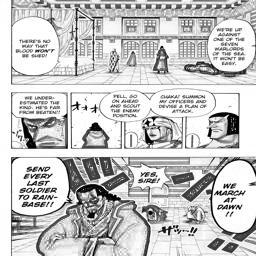 WE'RE UP
AGAINST
ONE OF
THE SEVEN
WARLORDS
OF THE SEA.
IT WON'T
BE EASY.
THERE'S NO
WAY THAT
BLOOD WON'T
BE SHED!
CHAKA! SUMMON
MY OFFICERS AND
DEVISE A PLAN OF
ATTACK.
PELL, GO
ON AHEAD
AND SCOUT
THE ENEMY
POSITION.
WE UNDER-
ESTIMATED THE
KING. HE'S FAR
FROM BEATEN!!
WE
MARCH
AT
DAWN!!
YES,
SIRE!
SEND
EVERY
LAST
SOLDIER
TO RAIN-
BASE!!